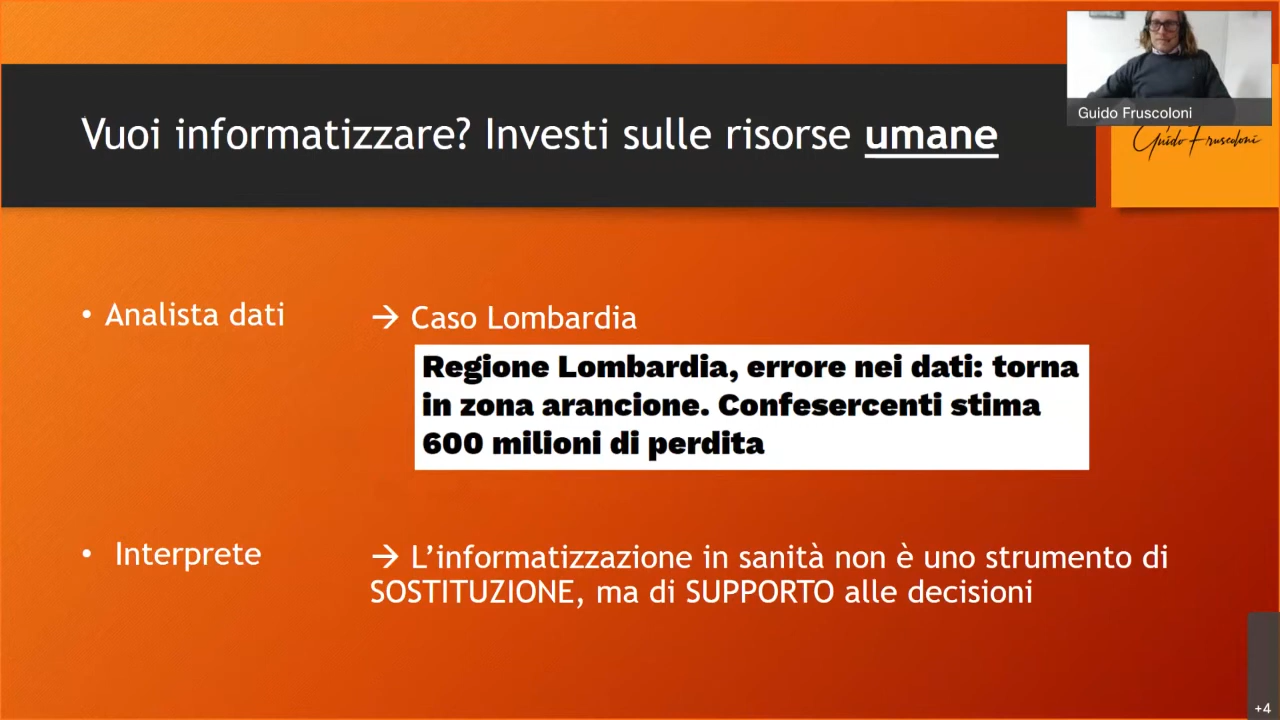 Guido Fruscoloni
Vuoi informatizzare? Investi sulle risorse umane
Guido Fruscoloni
• Analista dati
→ Caso Lombardia
Regione Lombardia, errore nei dati: torna
in zona arancione. Confesercenti stima
600 milioni di perdita
• Interprete
→ L’informatizzazione in sanità non è uno strumento di
SOSTITUZIONE, ma di SUPPORTO alle decisioni
+4